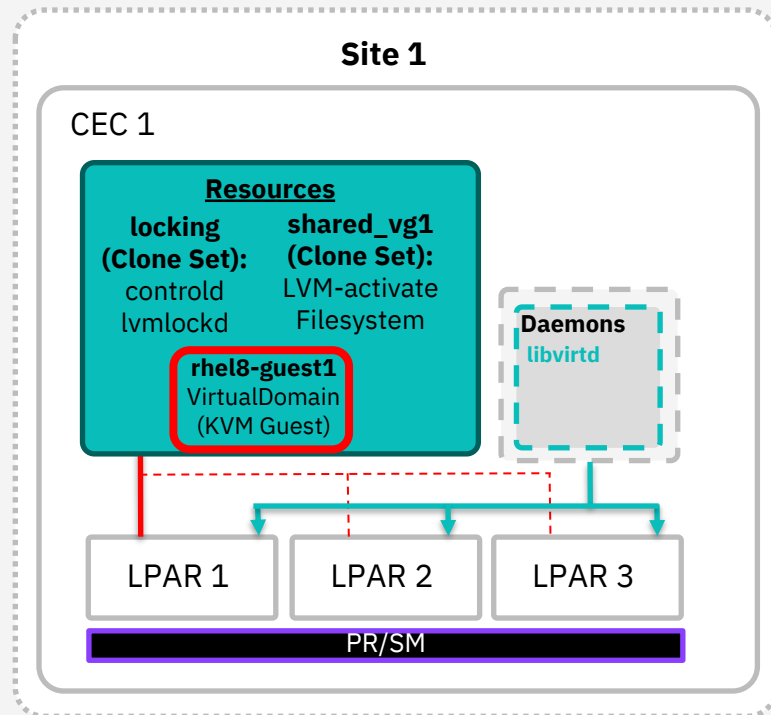 Site 1
CEC 1
Resources
locking
(Clone Set):
controld
lvmlockd
shared_vg1
(Clone Set):
LVM-activate
Filesystem
rhel8-guest1
VirtualDomain
(KVM Guest)
Daemons
libvirtd
LPAR 1
LPAR 2
LPAR 3
PR/SM